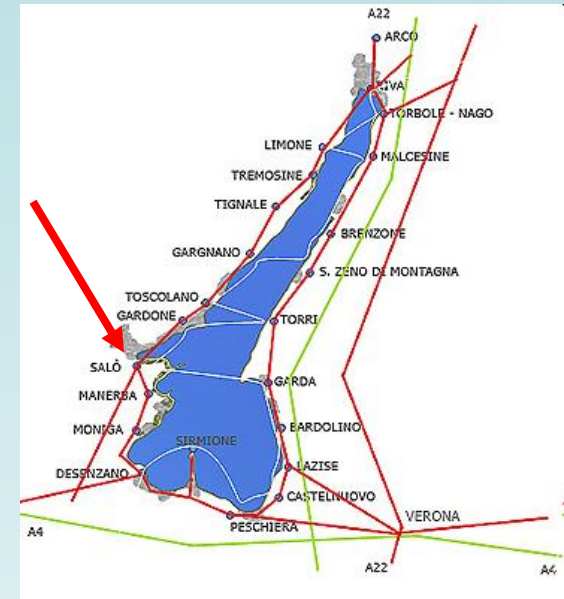 A22
ARCO
RIVA
TORBOLE - NAGO
LIMONE
MALCESINE
TREMOSINE
TIGNALE
BRENZONE
GARGNANO
S. ZENO DI MONTAGNA
TOSCOLANO
GARDONE
TORRI
SALÒ
GARDA
MANERBA
MONIGA
BARDOLINO
SIRMIONE
LAZISE
DESENZANO
CASTELNUOVO
PESCHIERA
VERONA
A4
A22
A4